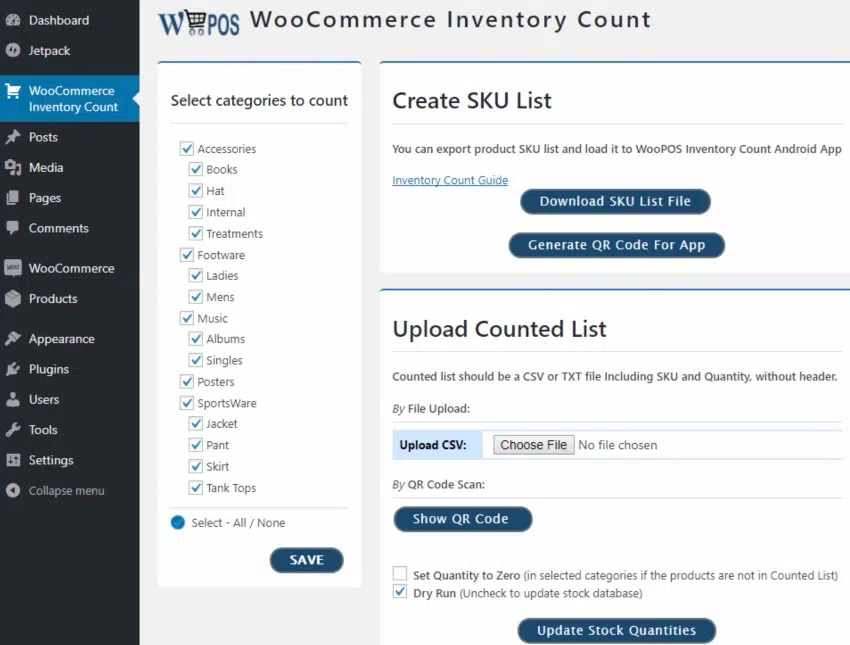 Dashboard
Jetpack
WooCommerce
Inventory Count
Posts
Media
Pages
Comments
WooCommerce
Products
Appearance
Plugins
Users
Tools
Settings
Collapse menu
WooPOS WooCommerce Inventory Count
Select categories to count
Accessories
Books
Hat
Internal
Treatments
Footware
Ladies
Mens
Music
Albums
Singles
Posters
SportsWare
Jacket
Pant
Skirt
Tank Tops
Select - All / None
SAVE
Create SKU List
You can export product SKU list and load it to WooPOS Inventory Count Android App
Inventory Count Guide
Download SKU List File
Generate QR Code For App
Upload Counted List
Counted list should be a CSV or TXT file Including SKU and Quantity, without header.
By File Upload:
Upload CSV: Choose File No file chosen
By QR Code Scan:
Show QR Code
Set Quantity to Zero (in selected categories if the products are not in Counted List)
Dry Run (Uncheck to update stock database)
Update Stock Quantities